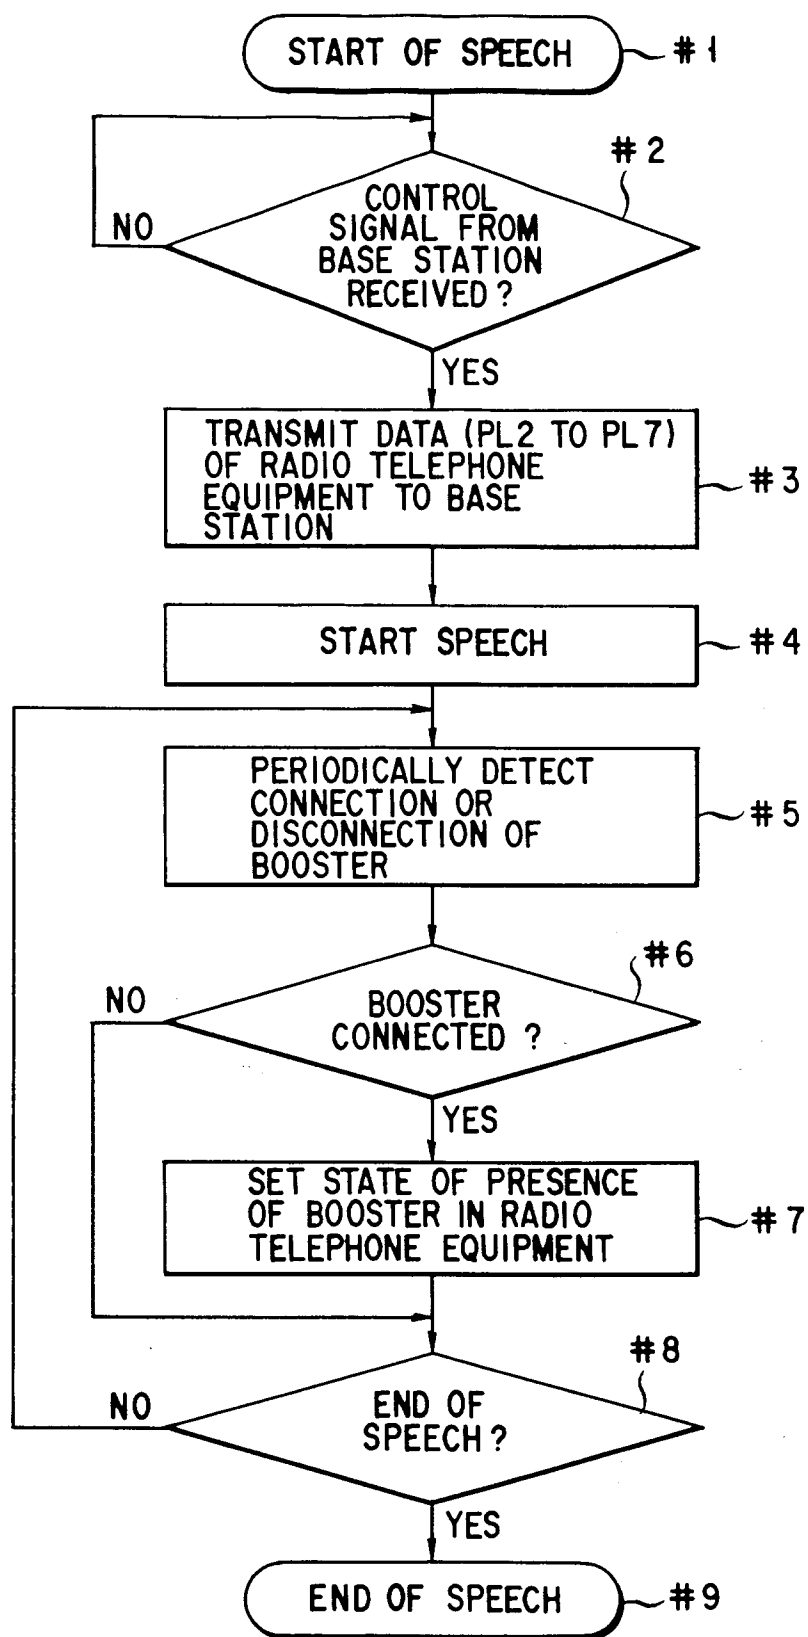 START OF SPEECH
#1
#2
CONTROL
SIGNAL FROM
BASE STATION
RECEIVED?
NO
YES
TRANSMIT DATA (PL2 TO PL7)
OF RADIO TELEPHONE
EQUIPMENT TO BASE
STATION
#3
START SPEECH
#4
PERIODICALLY DETECT
CONNECTION OR
DISCONNECTION OF
BOOSTER
#5
#6
NO
BOOSTER
CONNECTED ?
YES
SET STATE OF PRESENCE
OF BOOSTER IN RADIO
TELEPHONE EQUIPMENT
#7
#8
NO
END OF
SPEECH?
YES
END OF SPEECH
#9